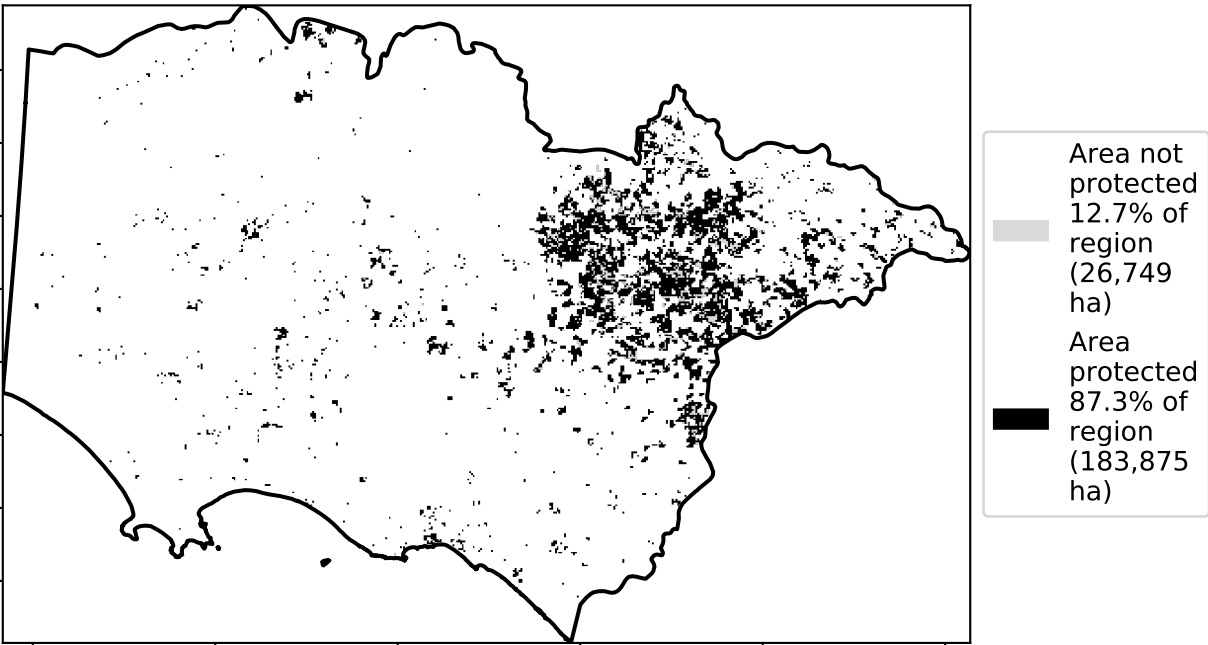 Area not
protected
12.7% of
region
(26,749
ha)
Area
protected
87.3% of
region
(183,875
ha)